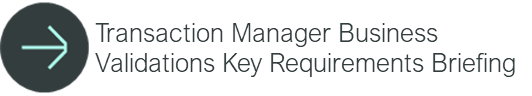 Transaction Manager Business
Validations Key Requirements Briefing